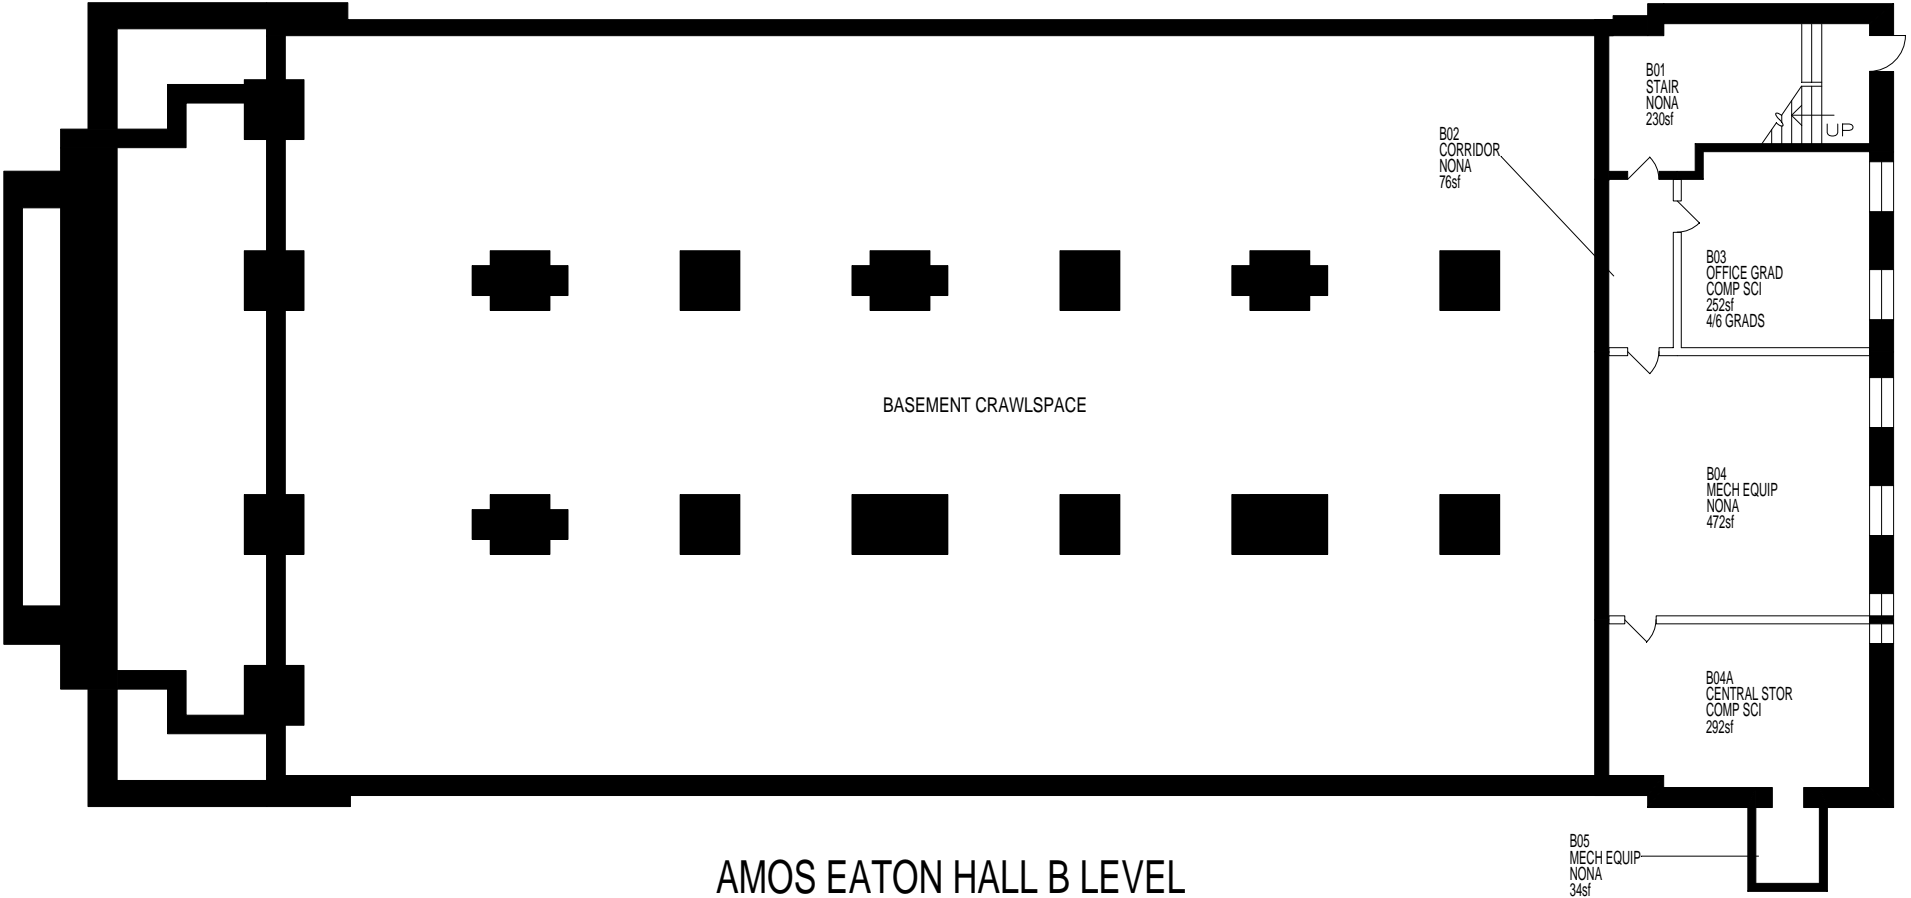 B01
STAIR
NONA
230sf
UP
B02
CORRIDOR
NONA
76sf
B03
OFFICE GRAD
COMP SCI
252sf
4/6 GRADS
BASEMENT CRAWLSPACE
B04
MECH EQUIP
NONA
472sf
B04A
CENTRAL STOR
COMP SCI
292sf
B05
MECH EQUIP
NONA
34sf
AMOS EATON HALL B LEVEL